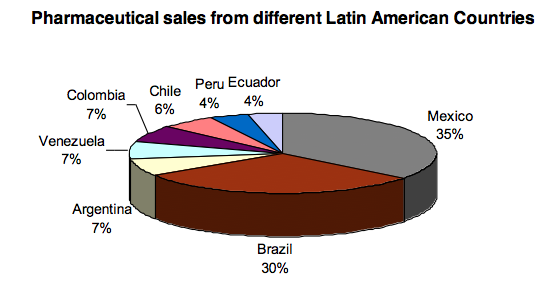 Pharmaceutical sales from different Latin American Countries
Mexico
35%
Brazil
30%
Argentina
7%
Venezuela
7%
Colombia
7%
Chile
6%
Peru
4%
Ecuador
4%